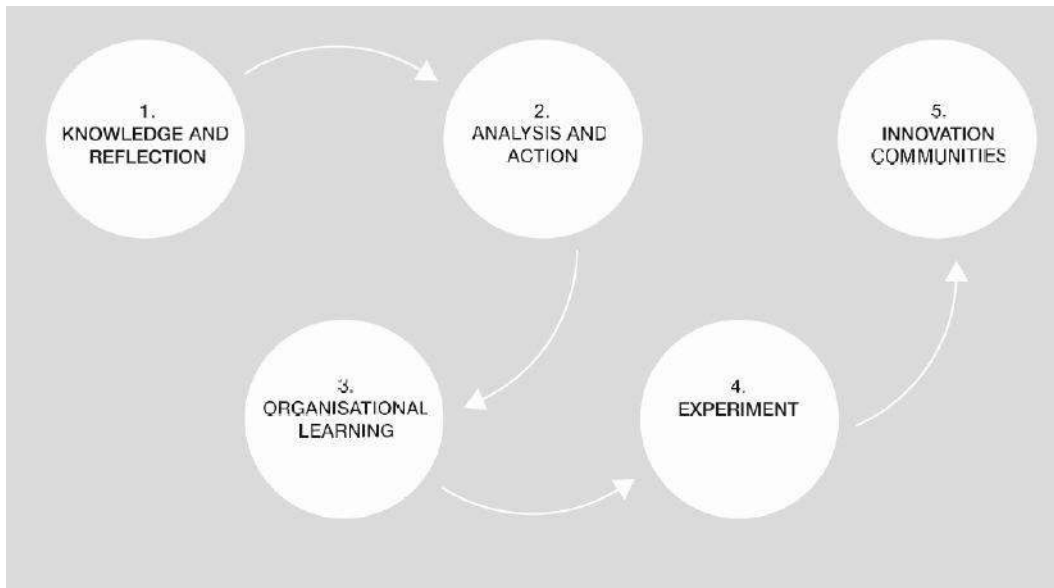 1.
KNOWLEDGE AND
REFLECTION
2.
ANALYSIS AND
ACTION
3.
ORGANISATIONAL
LEARNING
4.
EXPERIMENT
5.
INNOVATION
COMMUNITIES